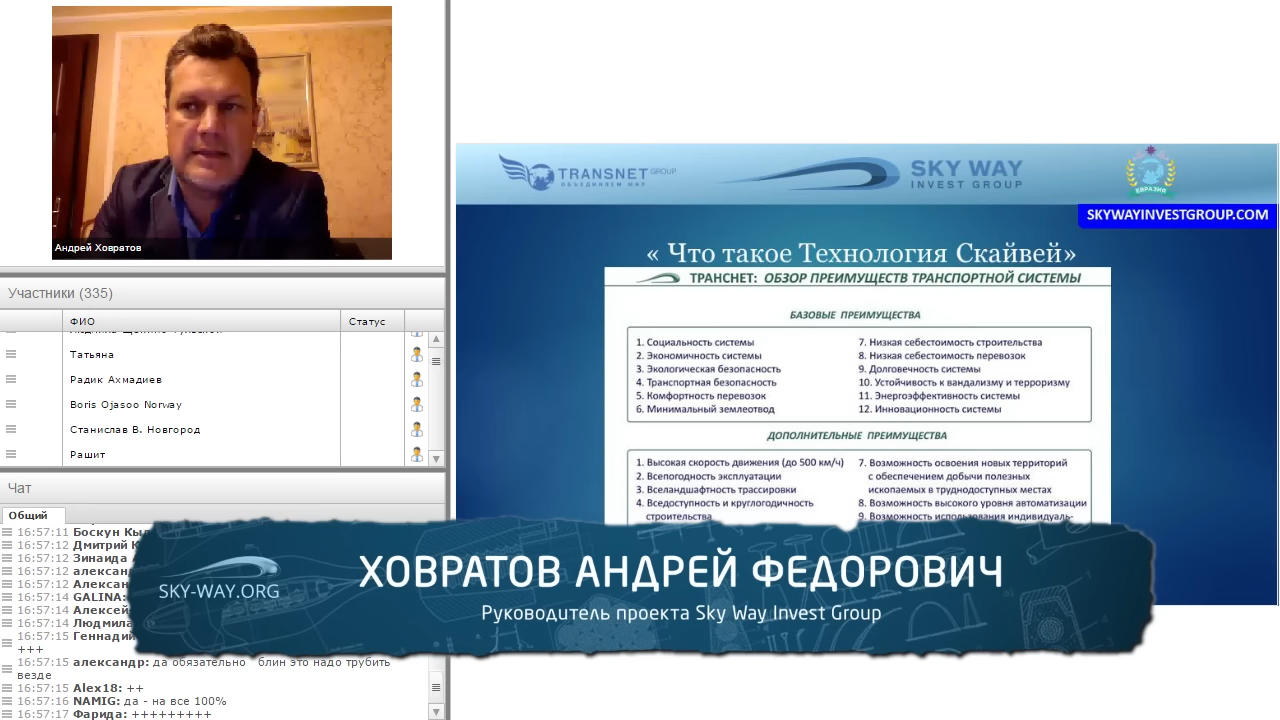 Андрей Ховратов
Участники (335)
ФИО
Статус
Татьяна
Радик Ахмадиев
Boris Ojasoo Norway
Станислав В. Новгород
Рашит
Чат
Общий
16:57:11 Боскун
16:57:12 Дмитрий
16:57:12 Зинаида
16:57:12
16:57:12
16:57:14 GALINA:
16:57:14 Алексей
16:57:14 Людмила
16:57:15 Геннадий
+++
16:57:15 александр: да обязательно блин это надо трубить
везде
16:57:15 Alex18: ++
16:57:16 NAMIG: да - на все 100%
16:57:17 Фарида: +++++++++
TRANSNET GROUP
ОБЪЕДИНЯЕМ МИР
SKY WAY
INVEST GROUP
ЕВРАЗИЯ
SKYWAYINVESTGROUP.COM
« Что такое Технология Скайвей»
ТРАНСНЕТ: ОБЗОР ПРЕИМУЩЕСТВ ТРАНСПОРТНОЙ СИСТЕМЫ
БАЗОВЫЕ ПРЕИМУЩЕСТВА
1. Социальность системы
2. Экономичность системы
3. Экологическая безопасность
4. Транспортная безопасность
5. Комфортность перевозок
6. Минимальный землеотвод
7. Низкая себестоимость строительства
8. Низкая себестоимость перевозок
9. Долговечность системы
10. Устойчивость к вандализму и терроризму
11. Энергоэффективность системы
12. Инновационность системы
ДОПОЛНИТЕЛЬНЫЕ ПРЕИМУЩЕСТВА
1. Высокая скорость движения (до 500 км/ч)
2. Всепогодность эксплуатации
3. Вселандшафтность трассировки
4. Вседоступность и круглогодичность
строительства
7. Возможность освоения новых территорий
с обеспечением добычи полезных
ископаемых в труднодоступных местах
8. Возможность высокого уровня автоматизации
9. Возможность использования индивидуаль-
SKY-WAY.ORG
ХОВРАТОВ АНДРЕЙ ФЕДОРОВИЧ
Руководитель проекта Sky Way Invest Group